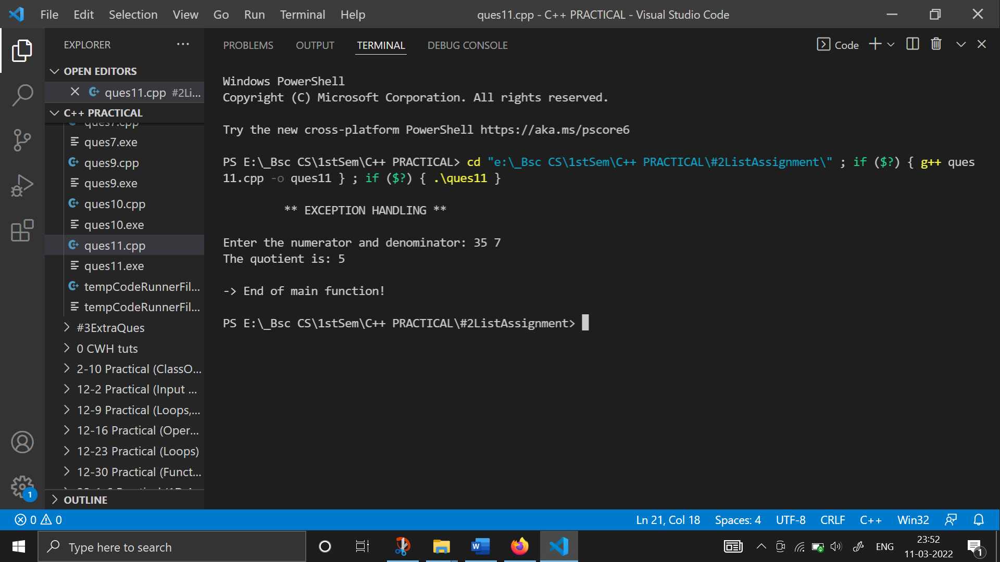 File Edit Selection View Go Run Terminal Help
ques11.cpp - C++ PRACTICAL - Visual Studio Code
EXPLORER
OPEN EDITORS
ques11.cpp #2Li...
C++ PRACTICAL
ques7.cpp
ques7.exe
ques9.cpp
ques9.exe
ques10.cpp
ques10.exe
ques11.cpp
ques11.exe
tempCodeRunnerFil...
tempCodeRunnerFil...
#3ExtraQues
0 CWH tuts
2-10 Practical (ClassO...
12-2 Practical (Input ...
12-9 Practical (Loops,...
12-16 Practical (Oper...
12-23 Practical (Loops)
12-30 Practical (Funct...
OUTLINE
PROBLEMS OUTPUT TERMINAL DEBUG CONSOLE
Code
Windows PowerShell
Copyright (C) Microsoft Corporation. All rights reserved.
Try the new cross-platform PowerShell https://aka.ms/pscore6
PS E:\_Bsc CS\1stSem\C++ PRACTICAL> cd "e:\_Bsc CS\1stSem\C++ PRACTICAL\#2ListAssignment\" ; if ($?) { g++ ques
11.cpp -o ques11 } ; if ($?) { .\ques11 }
** EXCEPTION HANDLING **
Enter the numerator and denominator: 35 7
The quotient is: 5
-> End of main function!
PS E:\_Bsc CS\1stSem\C++ PRACTICAL\#2ListAssignment>
1
0 0
Ln 21, Col 18 Spaces: 4 UTF-8 CRLF C++ Win32
Type here to search
W
ENG
23:52
11-03-2022
1